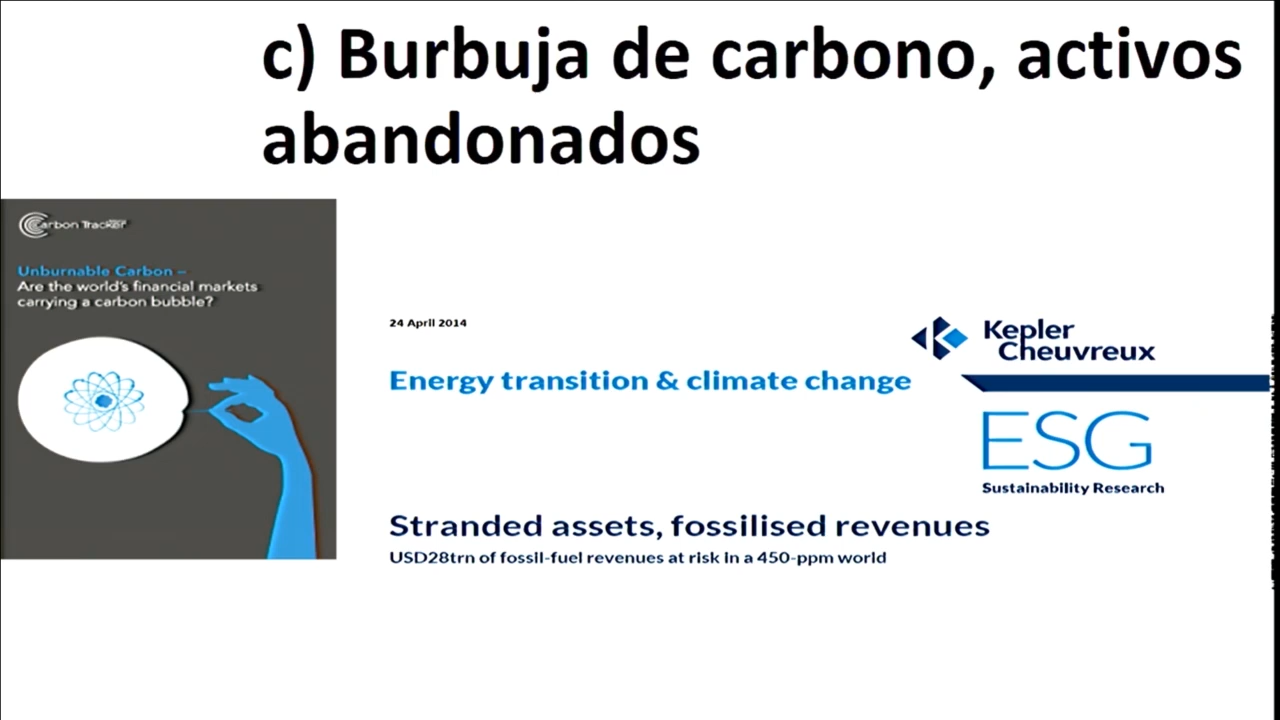 c) Burbuja de carbono, activos
abandonados
Carbon Tracker
Unburnable Carbon –
Are the world's financial markets
carrying a carbon bubble?
24 April 2014
Kepler
Cheuvreux
Energy transition & climate change
ESG
Sustainability Research
Stranded assets, fossilised revenues
USD28trn of fossil-fuel revenues at risk in a 450-ppm world